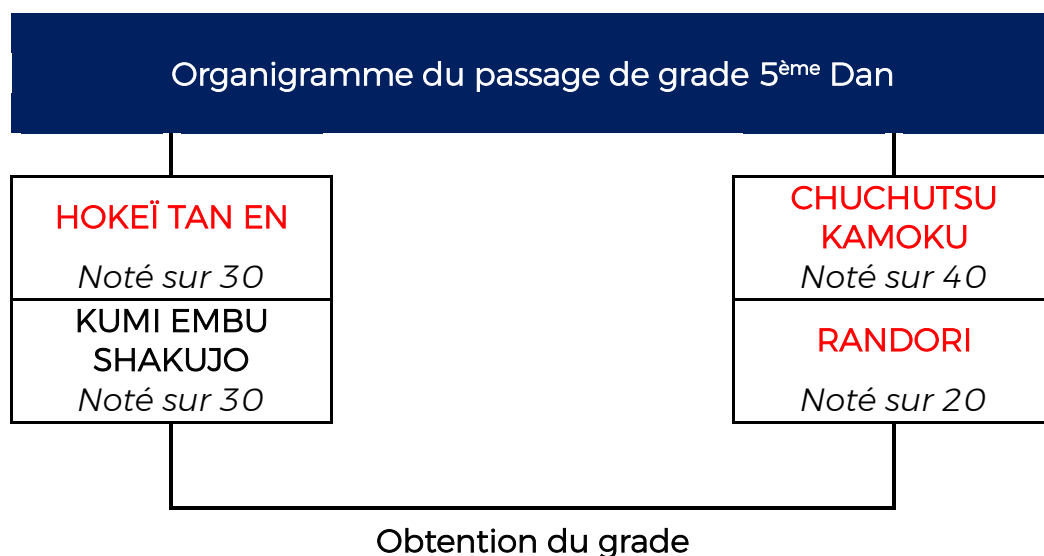 Organigramme du passage de grade 5ème Dan
HOKEÏ TAN EN
Noté sur 30
KUMI EMBU
SHAKUJO
Noté sur 30
CHUCHUTSU
KAMOKU
Noté sur 40
RANDORI
Noté sur 20
Obtention du grade